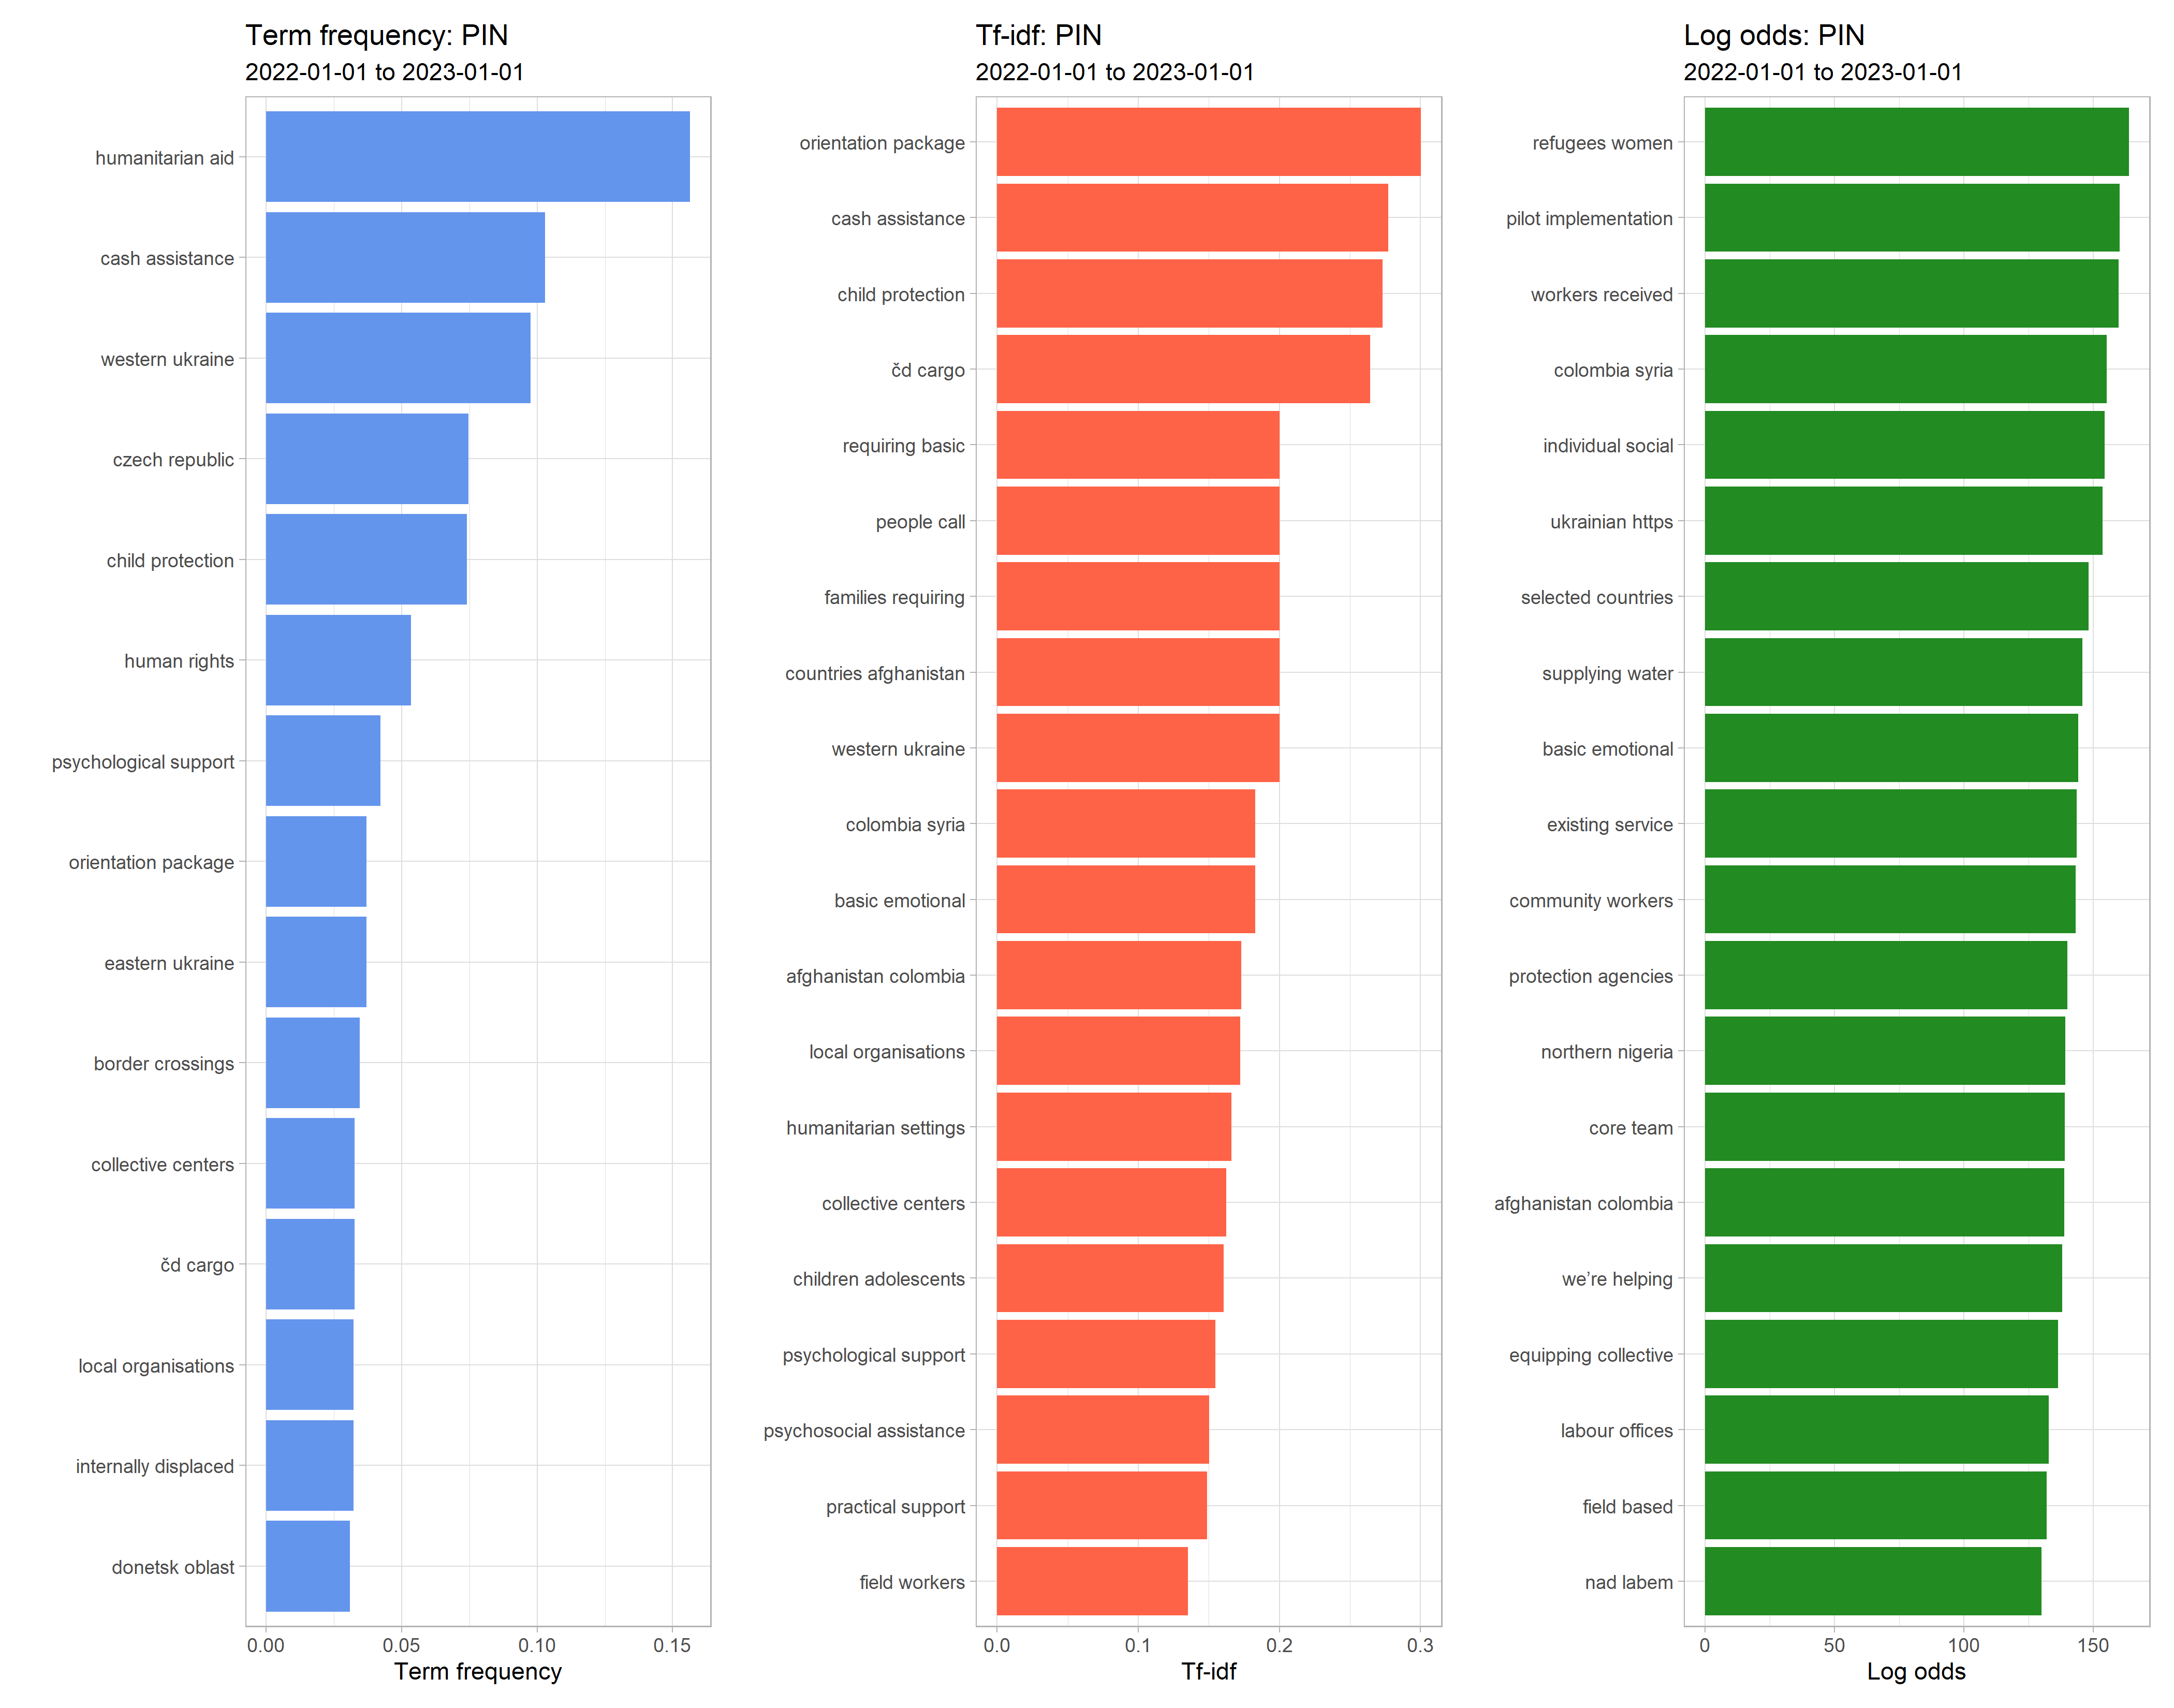 Term frequency: PIN
2022-01-01 to 2023-01-01
humanitarian aid
cash assistance
western ukraine
czech republic
child protection
human rights
psychological support
orientation package
eastern ukraine
border crossings
collective centers
čd cargo
local organisations
internally displaced
donetsk oblast
0.00 0.05 0.10 0.15
Term frequency
Tf-idf: PIN
2022-01-01 to 2023-01-01
orientation package
cash assistance
child protection
čd cargo
requiring basic
people call
families requiring
countries afghanistan
western ukraine
colombia syria
basic emotional
afghanistan colombia
local organisations
humanitarian settings
collective centers
children adolescents
psychological support
psychosocial assistance
practical support
field workers
0.0 0.1 0.2 0.3
Tf-idf
Log odds: PIN
2022-01-01 to 2023-01-01
refugees women
pilot implementation
workers received
colombia syria
individual social
ukrainian https
selected countries
supplying water
basic emotional
existing service
community workers
protection agencies
northern nigeria
core team
afghanistan colombia
we’re helping
equipping collective
labour offices
field based
nad labem
0 50 100 150
Log odds